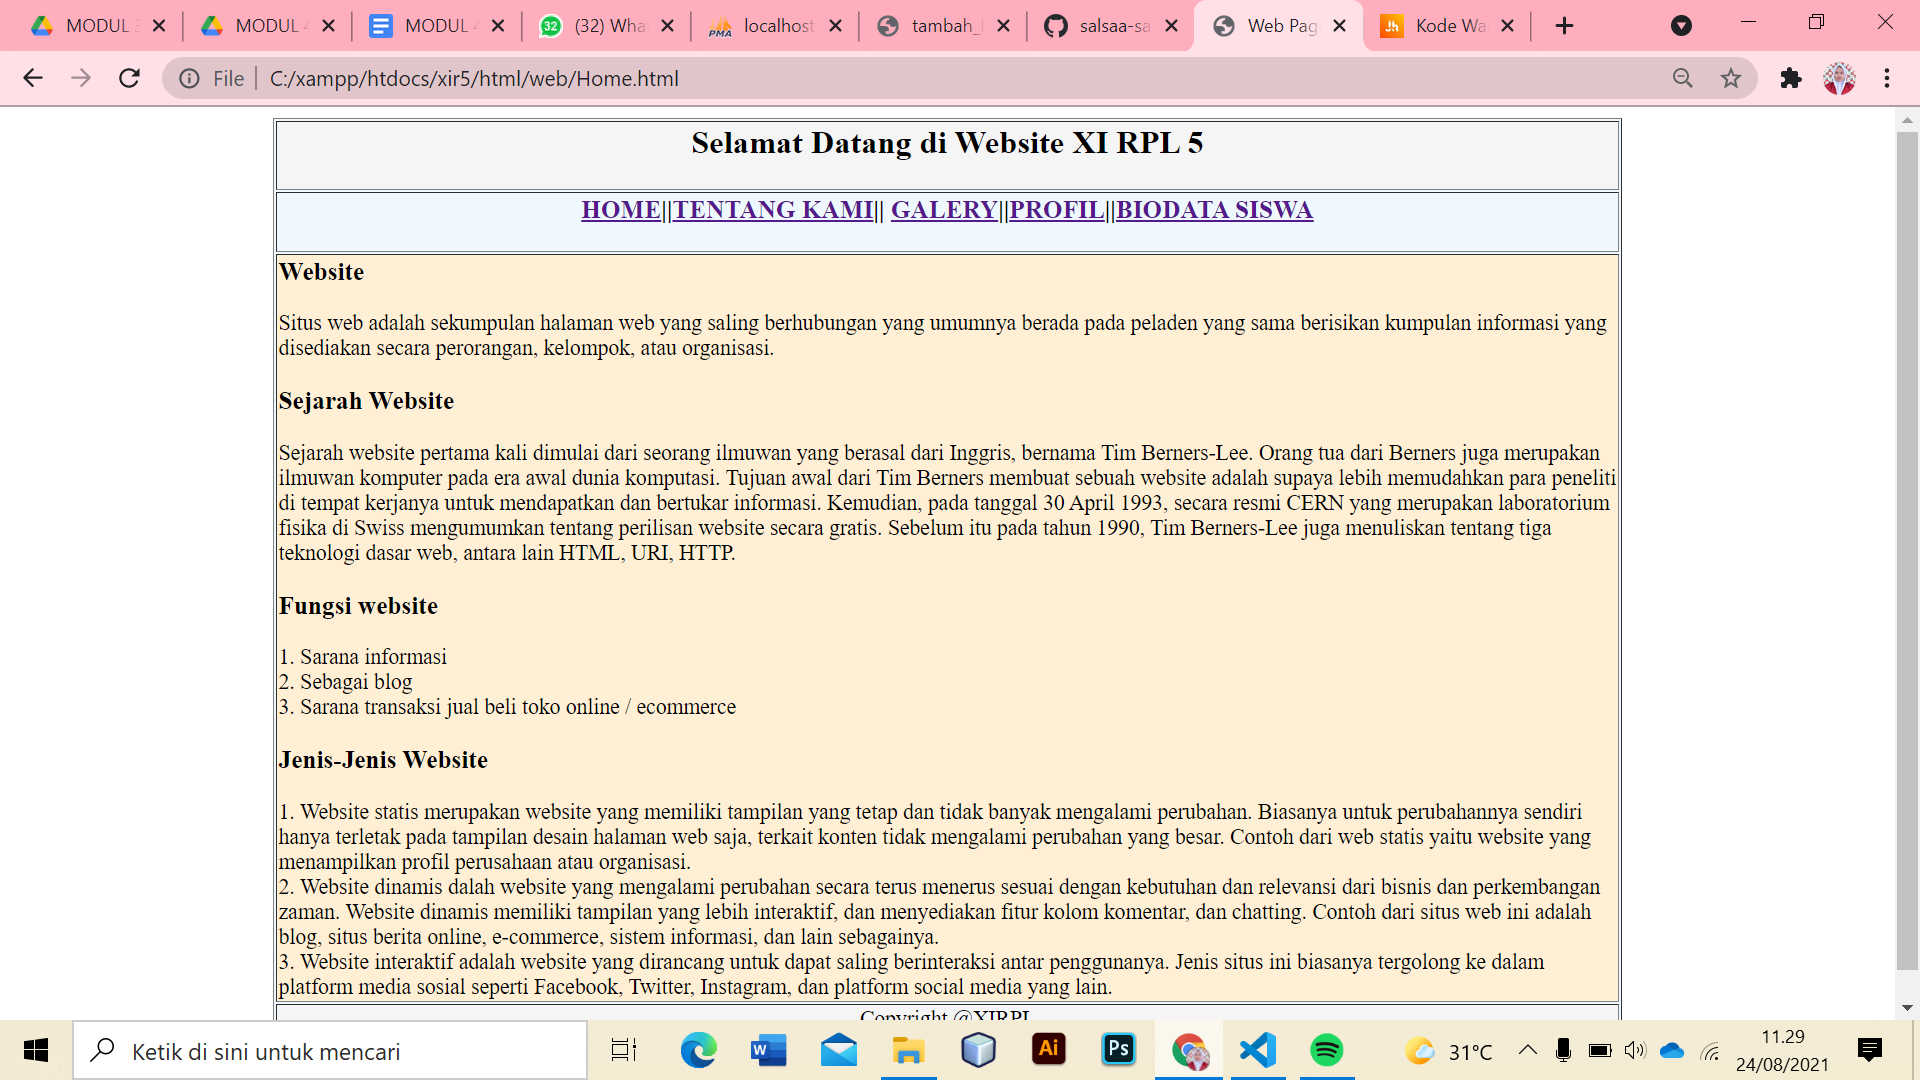 MODUL
MODUL 4
MODUL 4
(32) Wha
localhost
tambah_
salsaa-sa
Web Pag
Kode Wa
File
C:/xampp/htdocs/xir5/html/web/Home.html
Selamat Datang di Website XI RPL 5
HOME||TENTANG KAMI|| GALERY||PROFIL||BIODATA SISWA
Website
Situs web adalah sekumpulan halaman web yang saling berhubungan yang umumnya berada pada peladen yang sama berisikan kumpulan informasi yang
disediakan secara perorangan, kelompok, atau organisasi.
Sejarah Website
Sejarah website pertama kali dimulai dari seorang ilmuwan yang berasal dari Inggris, bernama Tim Berners-Lee. Orang tua dari Berners juga merupakan
ilmuwan komputer pada era awal dunia komputasi. Tujuan awal dari Tim Berners membuat sebuah website adalah supaya lebih memudahkan para peneliti
di tempat kerjanya untuk mendapatkan dan bertukar informasi. Kemudian, pada tanggal 30 April 1993, secara resmi CERN yang merupakan laboratorium
fisika di Swiss mengumumkan tentang perilisan website secara gratis. Sebelum itu pada tahun 1990, Tim Berners-Lee juga menuliskan tentang tiga
teknologi dasar web, antara lain HTML, URI, HTTP.
Fungsi website
1. Sarana informasi
2. Sebagai blog
3. Sarana transaksi jual beli toko online / ecommerce
Jenis-Jenis Website
1. Website statis merupakan website yang memiliki tampilan yang tetap dan tidak banyak mengalami perubahan. Biasanya untuk perubahannya sendiri
hanya terletak pada tampilan desain halaman web saja, terkait konten tidak mengalami perubahan yang besar. Contoh dari web statis yaitu website yang
menampilkan profil perusahaan atau organisasi.
2. Website dinamis dalah website yang mengalami perubahan secara terus menerus sesuai dengan kebutuhan dan relevansi dari bisnis dan perkembangan
zaman. Website dinamis memiliki tampilan yang lebih interaktif, dan menyediakan fitur kolom komentar, dan chatting. Contoh dari situs web ini adalah
blog, situs berita online, e-commerce, sistem informasi, dan lain sebagainya.
3. Website interaktif adalah website yang dirancang untuk dapat saling berinteraksi antar penggunanya. Jenis situs ini biasanya tergolong ke dalam
platform media sosial seperti Facebook, Twitter, Instagram, dan platform social media yang lain.
Copyright @XIRPL
Ketik di sini untuk mencari
31°C
11.29
24/08/2021